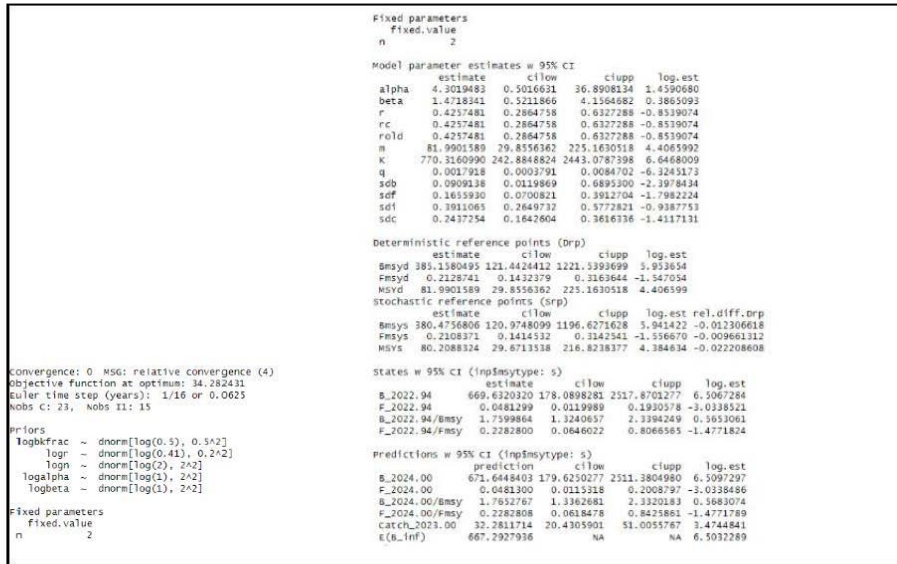 Convergence: 0 MSG: relative convergence (4)
Objective function at optimum: 34.282431
Euler time step (years): 1/16 or 0.0625
Nobs C: 23, Nobs I1: 15
Priors
logbkfrac ~ dnorm[log(0.5), 0.5^2]
logr ~ dnorm[log(0.41), 0.2^2]
logn ~ dnorm[log(2), 2^2]
logalpha ~ dnorm[log(1), 2^2]
logbeta ~ dnorm[log(1), 2^2]
Fixed parameters
fixed.value
n 2
Fixed parameters
fixed.value
n 2
Model parameter estimates w 95% CI
estimate cilow ciupp log.est
alpha 4.3019483 0.5016631 36.8908134 1.4590680
beta 1.4718341 0.5211866 4.1564682 0.3865093
r 0.4257481 0.2864758 0.6327288 -0.8539074
rc 0.4257481 0.2864758 0.6327288 -0.8539074
rold 0.4257481 0.2864758 0.6327288 -0.8539074
m 81.9901589 29.8556362 225.1630518 4.4065992
K 770.3160990 242.8848824 2443.0787398 6.6468009
q 0.0017918 0.0003791 0.0084702 -6.3245173
sdb 0.0909138 0.0119869 0.6895300 -2.3978434
sdf 0.1655930 0.0700821 0.3912704 -1.7982224
sdi 0.3911065 0.2649732 0.5772821 -0.9387753
sdc 0.2437254 0.1642604 0.3616336 -1.4117131
Deterministic reference points (Drp)
estimate cilow ciupp log.est
Bmsyd 385.1580495 121.4424412 1221.5393699 5.953654
Fmsyd 0.2128741 0.1432379 0.3163644 -1.547054
MSYd 81.9901589 29.8556362 225.1630518 4.406599
Stochastic reference points (Srp)
estimate cilow ciupp log.est rel.diff.Drp
Bmsys 380.4756806 120.9748099 1196.6271628 5.941422 -0.012306618
Fmsys 0.2108371 0.1414532 0.3142541 -1.556670 -0.009661312
MSYs 80.2088324 29.6713538 216.8238377 4.384634 -0.022208608
States w 95% CI (inp$msytype: s)
estimate cilow ciupp log.est
B_2022.94 669.6320320 178.0898281 2517.8701277 6.5067284
F_2022.94 0.0481299 0.0119989 0.1930578 -3.0338521
B_2022.94/Bmsy 1.7599864 1.3240657 2.3394249 0.5653061
F_2022.94/Fmsy 0.2282800 0.0646022 0.8066565 -1.4771824
Predictions w 95% CI (inp$msytype: s)
prediction cilow ciupp log.est
B_2024.00 671.6448403 179.6250277 2511.3804980 6.5097297
F_2024.00 0.0481300 0.0115318 0.2008797 -3.0338486
B_2024.00/Bmsy 1.7652767 1.3362681 2.3320183 0.5683074
F_2024.00/Fmsy 0.2282808 0.0618478 0.8425861 -1.4771789
Catch_2023.00 32.2811714 20.4305901 51.0055767 3.4744841
E(B_inf) 667.2927936 NA NA 6.5032289